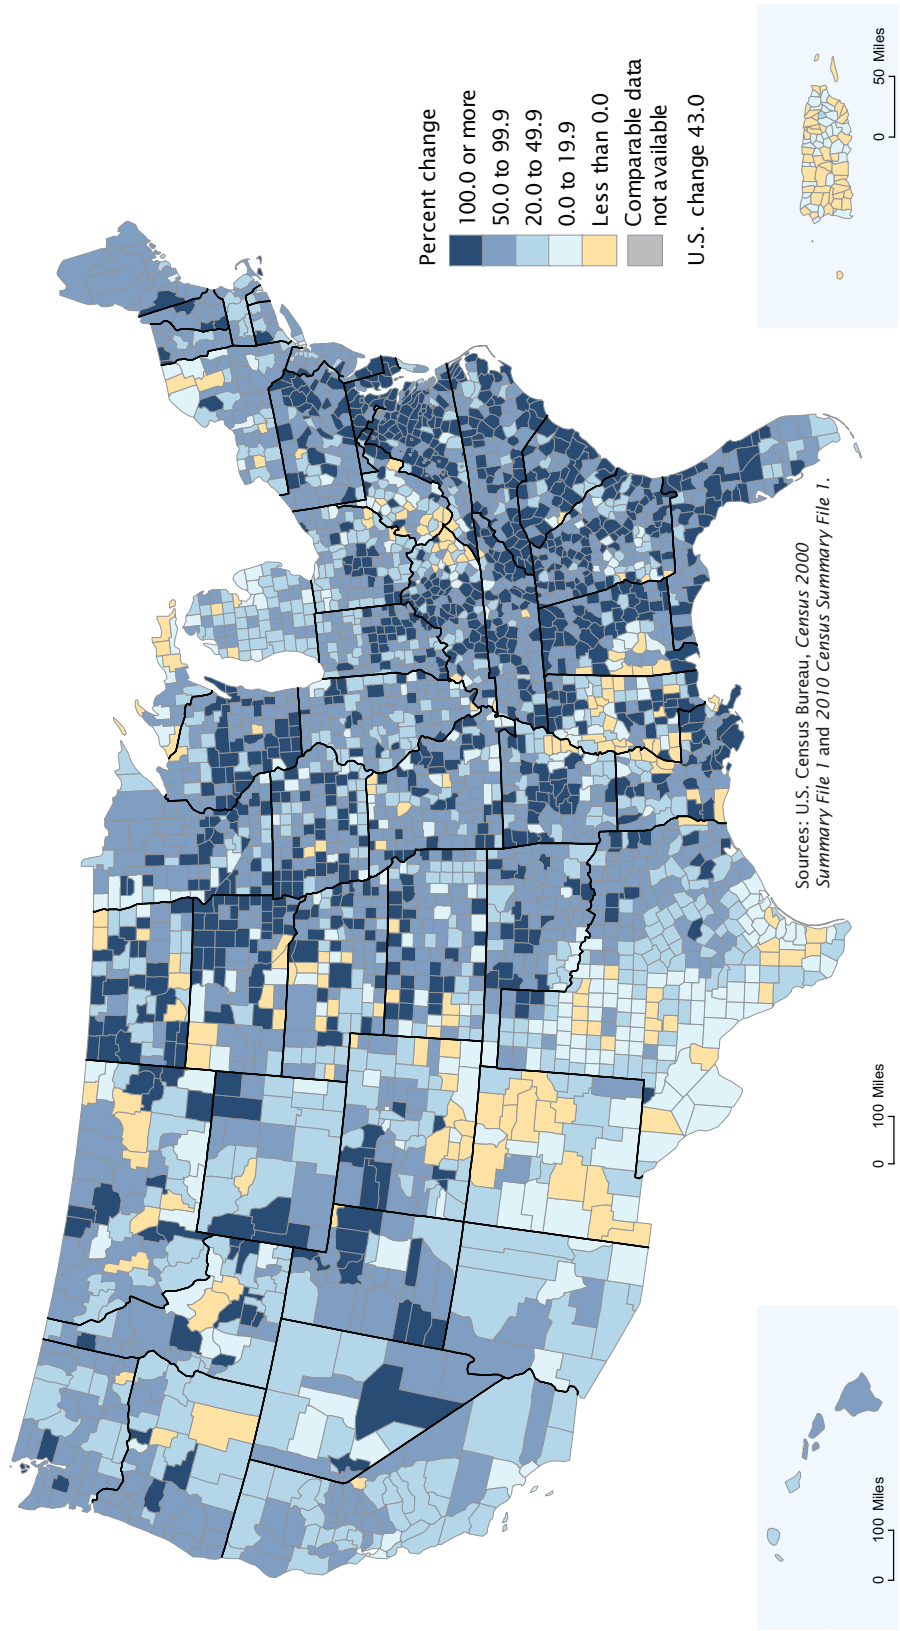 Percent change
100.0 or more
50.0 to 99.9
20.0 to 49.9
0.0 to 19.9
Less than 0.0
Comparable data
not available
U.S. change 43.0
0 100 Miles
0 100 Miles
Sources: U.S. Census Bureau, Census 2000
Summary File 1 and 2010 Census Summary File 1.
0 50 Miles